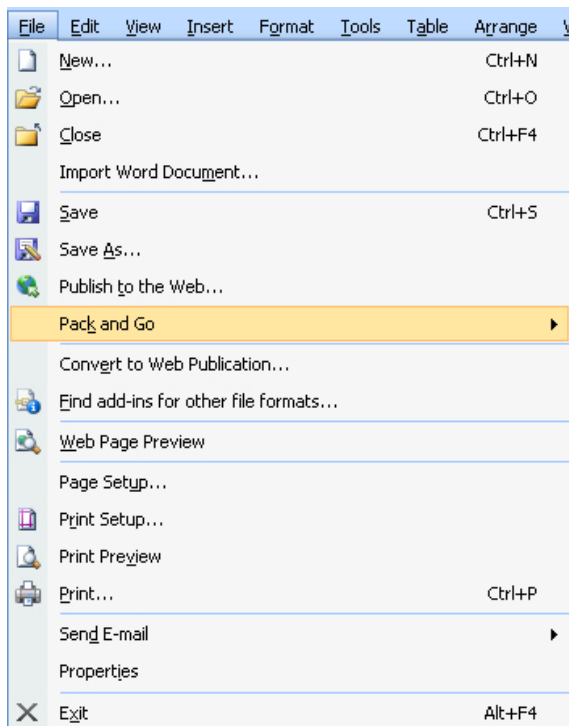 File Edit View Insert Format Tools Table Arrange
New... Ctrl+N
Open... Ctrl+O
Close Ctrl+F4
Import Word Document...
Save Ctrl+S
Save As...
Publish to the Web...
Pack and Go
Convert to Web Publication...
Find add-ins for other file formats...
Web Page Preview
Page Setup...
Print Setup...
Print Preview
Print... Ctrl+P
Send E-mail
Properties
Exit Alt+F4